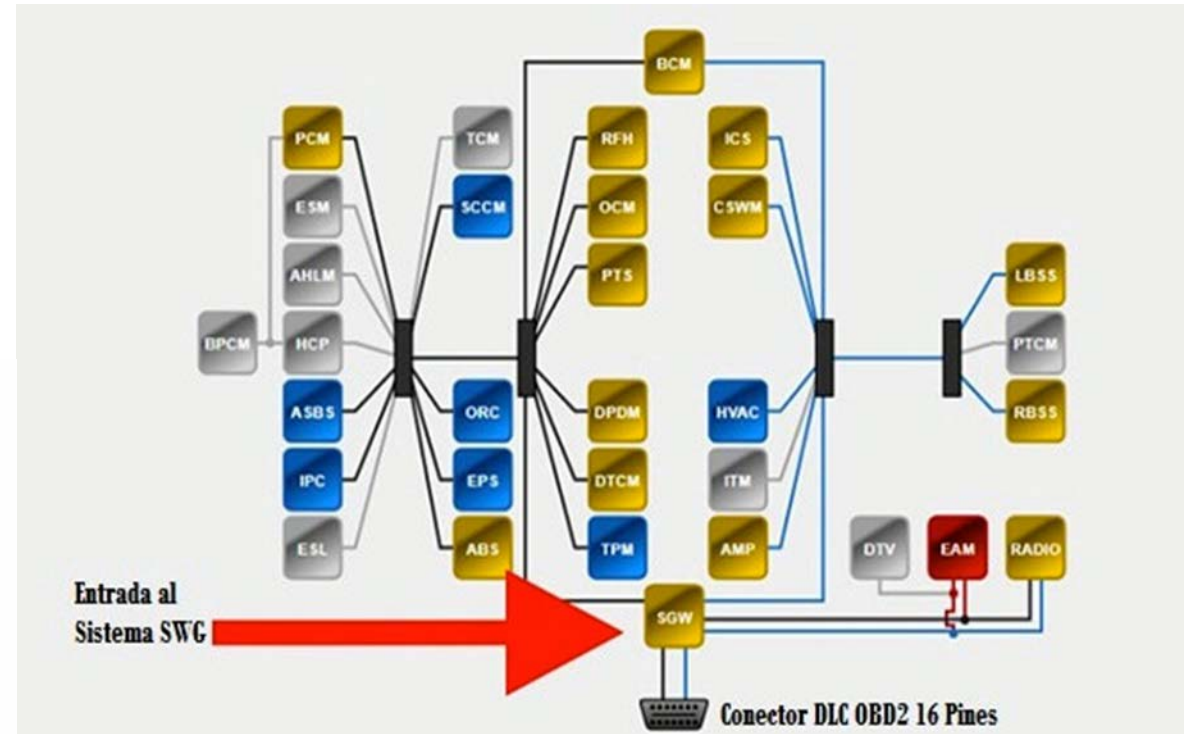 BCM
PCM
TCM
RFH
ICS
ESM
SCCM
OCM
CSWM
AHLM
PTS
LBSS
BPCM
HCP
PTCM
ASBS
ORC
DPDM
HVAC
RBSS
IPC
EPS
DTCM
ITM
ESL
ABS
TPM
AMP
DTV
EAM
RADIO
Entrada al
Sistema SWG
SGW
Conector DLC OBD2 16 Pines